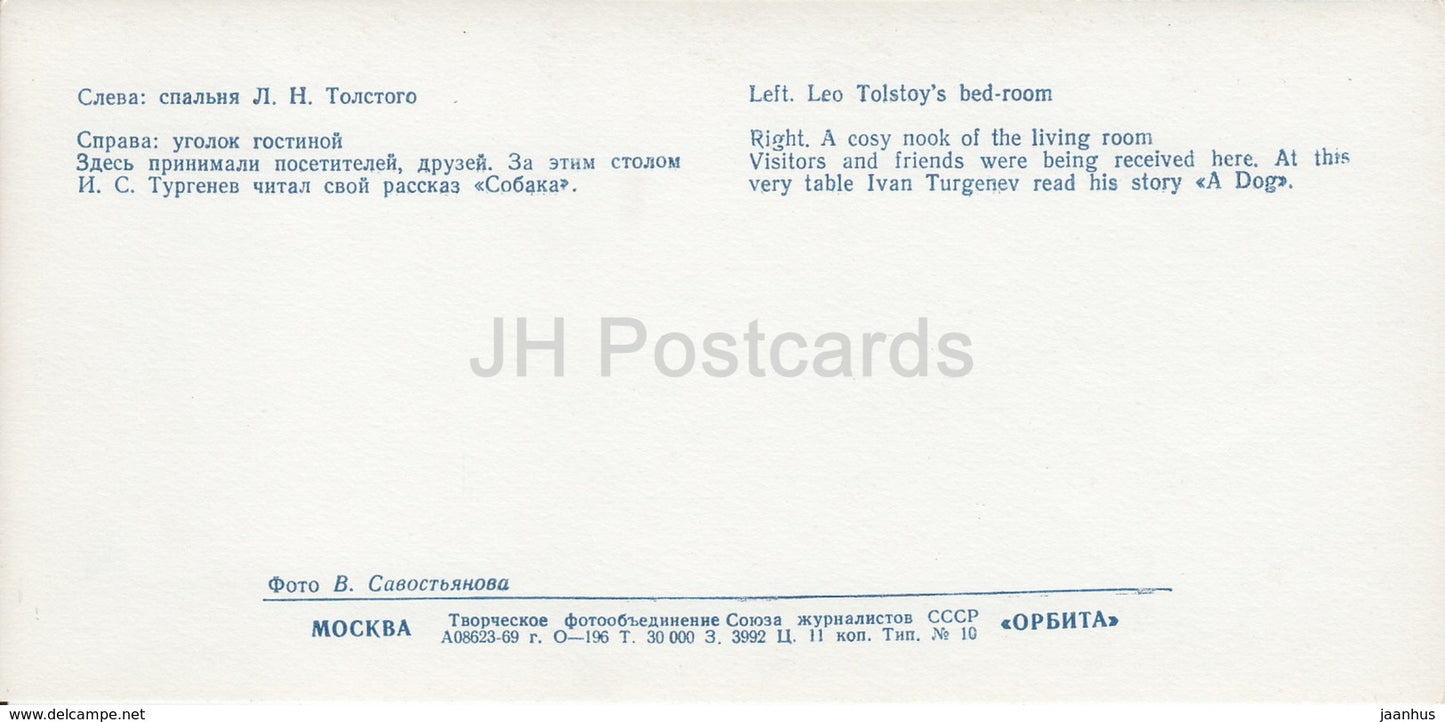 Слева: спальня Л. Н. Толстого
Справа: уголок гостиной
Здесь принимали посетителей, друзей. За этим столом
И. С. Тургенев читал свой рассказ «Собака».
Left. Leo Tolstoy's bed-room
Right. A cosy nook of the living room
Visitors and friends were being received here. At this
very table Ivan Turgenev read his story «A Dog».
JH Postcards
Фото В. Савостьянова
МОСКВА
Творческое фотообъединение Союза журналистов СССР
А08623-69 г. О—196 Т. 30 000 З. 3992 Ц. 11 коп. Тип. № 10
«ОРБИТА»
www.delcampe.net
jaanhus